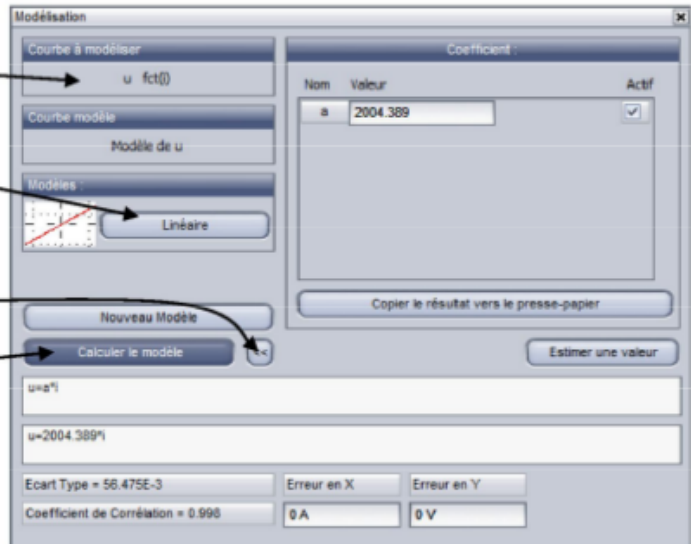 Modélisation
Courbe à modéliser
u fct(i)
Courbe modèle
Modèle de u
Modèles :
Linéaire
Nouveau Modèle
Calculer le modèle
<<
Coefficient :
Nom Valeur Actif
a 2004.389
Copier le résultat vers le presse-papier
Estimer une valeur
u=a*i
u=2004.389*i
Ecart Type = 56.475E-3
Erreur en X
Erreur en Y
Coefficient de Corrélation = 0.998
0 A
0 V